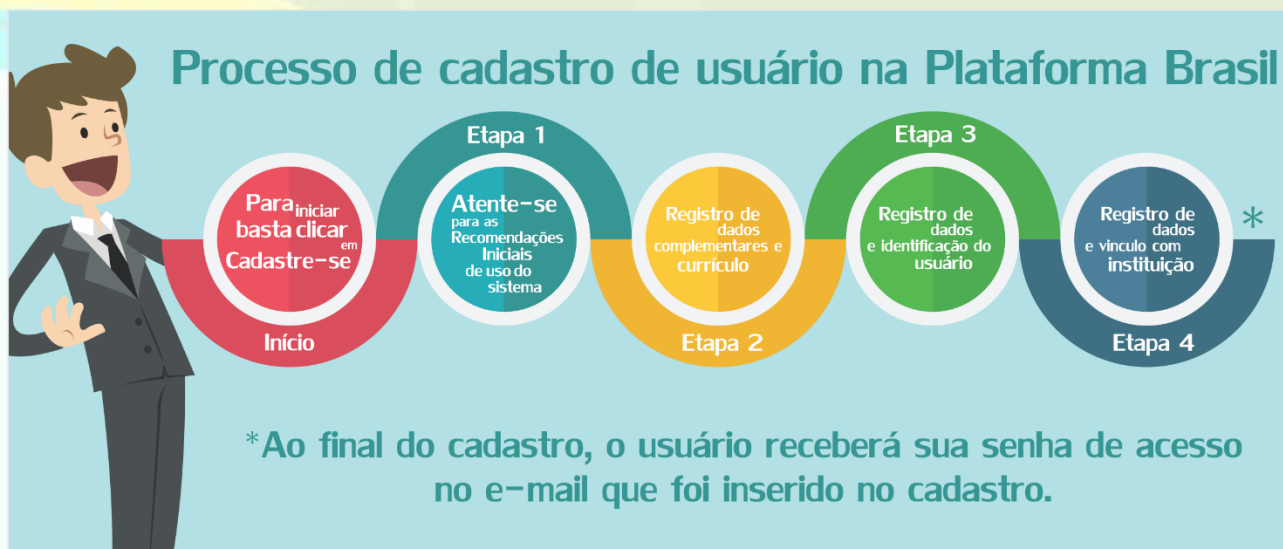 Processo de cadastro de usuário na Plataforma Brasil
Para iniciar
basta clicar
em
Cadastre-se
Início
Etapa 1
Atente-se
para as
Recomendações
Iniciais
de uso do
sistema
Registro de
dados
complementares e
currículo
Etapa 2
Etapa 3
Registro de
dados
e identificação do
usuário
Registro de
dados
e vinculo com
instituição
*
Etapa 4
*Ao final do cadastro, o usuário receberá sua senha de acesso
no e-mail que foi inserido no cadastro.